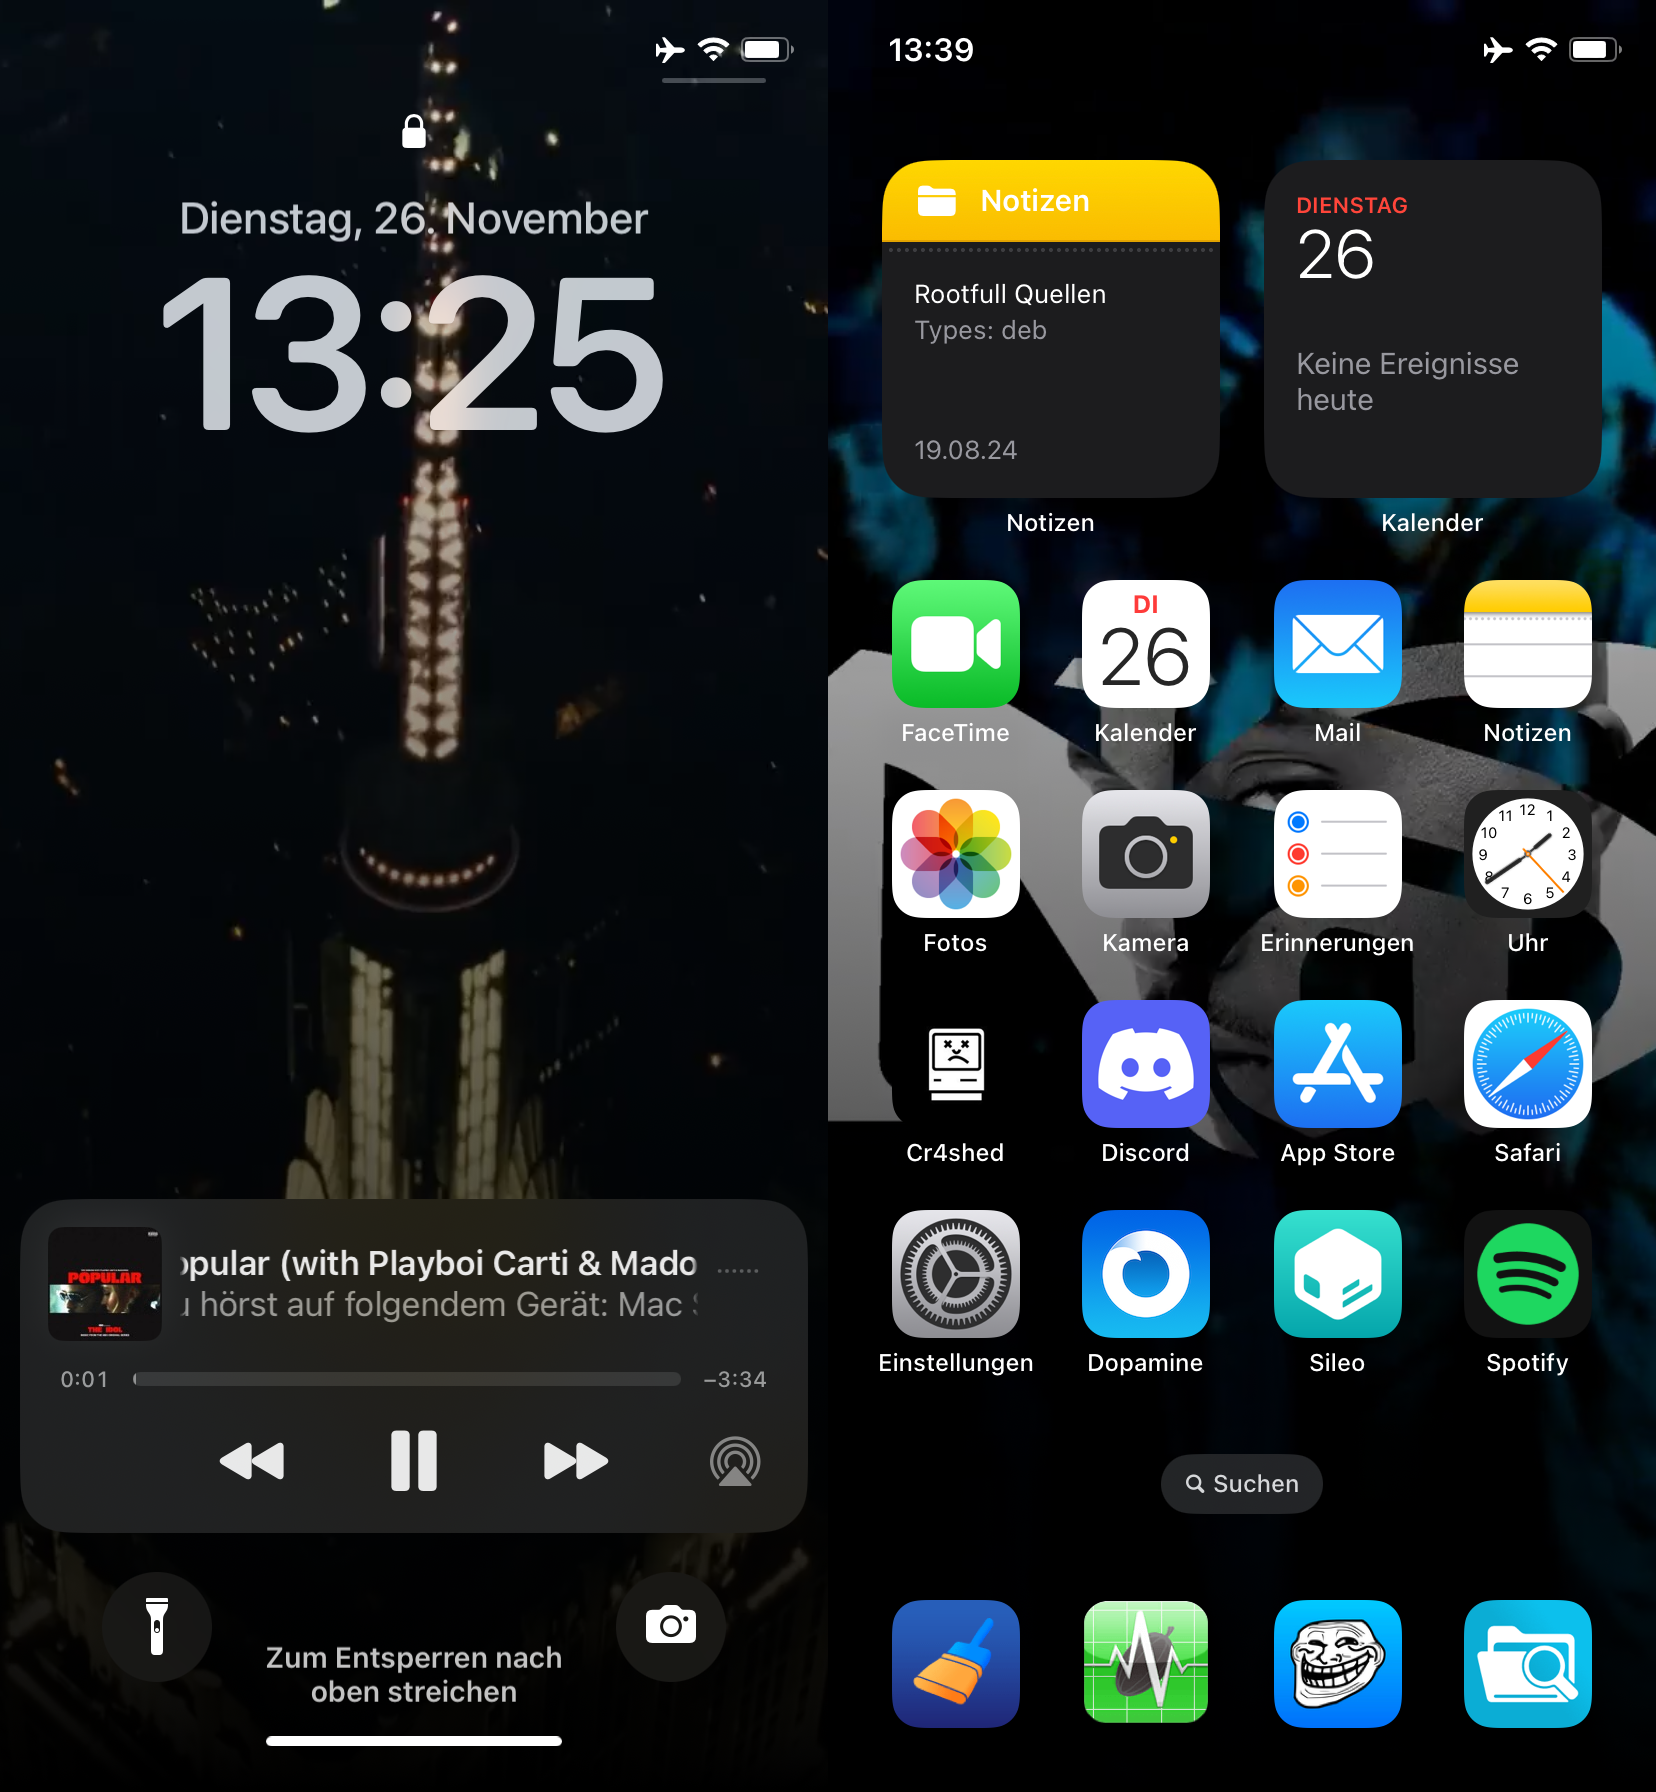 Dienstag, 26. November
13:25
POPULAR
THE IDOL
opular (with Playboi Carti & Mado
u hörst auf folgendem Gerät: Mac
0:01
−3:34
Zum Entsperren nach
oben streichen
13:39
Notizen
Rootfull Quellen
Types: deb
19.08.24
Notizen
DIENSTAG
26
Keine Ereignisse
heute
Kalender
FaceTime
DI
26
Kalender
Mail
Notizen
Fotos
Kamera
Erinnerungen
12
1
2
3
4
5
6
7
8
9
10
11
Uhr
Cr4shed
Discord
App Store
Safari
Einstellungen
Dopamine
Sileo
Spotify
Suchen